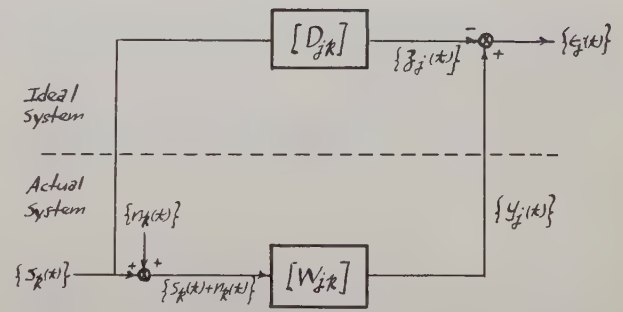 [D_jk]
−
{z_j(t)}
+
{ε_j(t)}
Ideal
System
Actual
System
{n_k(t)}
{y_j(t)}
{s_k(t)}
+
+
{s_k(t)+n_k(t)}
[W_jk]